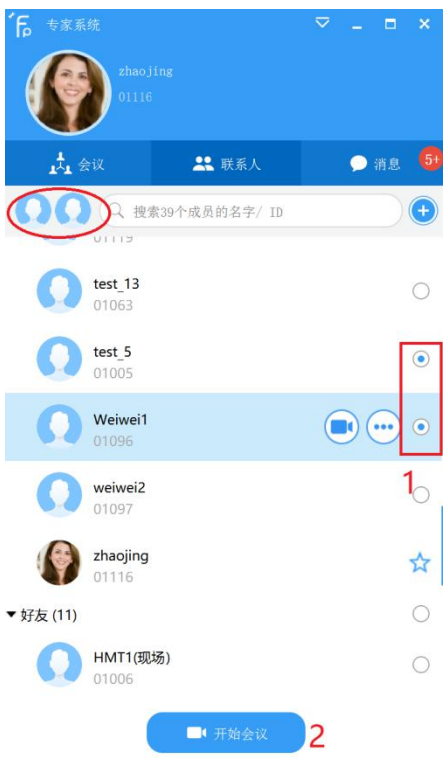 Fp 专家系统
zhaojing
01116
会议 联系人 消息 5+
搜索39个成员的名字/ ID
01119
test_13
01063
test_5
01005
Weiwei1
01096
1
weiwei2
01097
zhaojing
01116
好友 (11)
HMT1(现场)
01006
开始会议 2